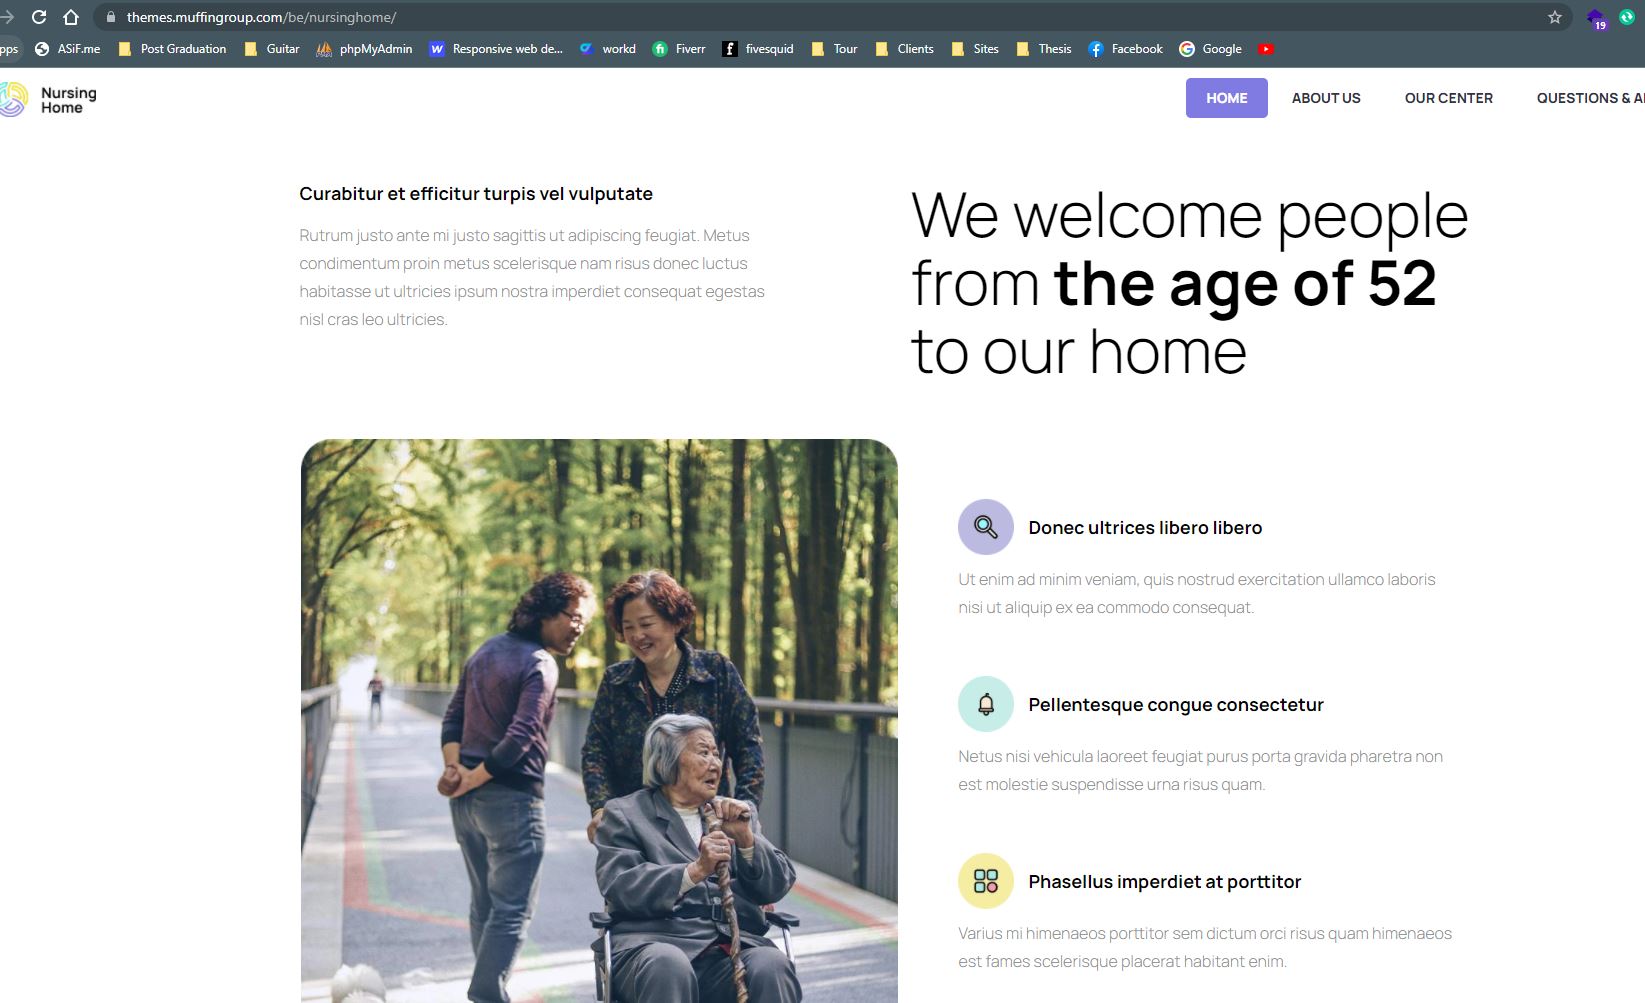 themes.muffingroup.com/be/nursinghome/
19
pps ASiF.me Post Graduation Guitar phpMyAdmin Responsive web de... workd Fiverr fivesquid Tour Clients Sites Thesis Facebook Google
Nursing
Home
HOME ABOUT US OUR CENTER QUESTIONS & A
Curabitur et efficitur turpis vel vulputate
Rutrum justo ante mi justo sagittis ut adipiscing feugiat. Metus
condimentum proin metus scelerisque nam risus donec luctus
habitasse ut ultricies ipsum nostra imperdiet consequat egestas
nisl cras leo ultricies.
We welcome people
from the age of 52
to our home
Donec ultrices libero libero
Ut enim ad minim veniam, quis nostrud exercitation ullamco laboris
nisi ut aliquip ex ea commodo consequat.
Pellentesque congue consectetur
Netus nisi vehicula laoreet feugiat purus porta gravida pharetra non
est molestie suspendisse urna risus quam.
Phasellus imperdiet at porttitor
Varius mi himenaeos porttitor sem dictum orci risus quam himenaeos
est fames scelerisque placerat habitant enim.